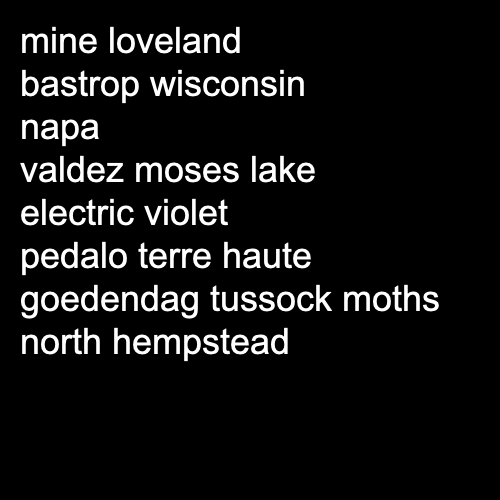 mine loveland
bastrop wisconsin
napa
valdez moses lake
electric violet
pedalo terre haute
goedendag tussock moths
north hempstead